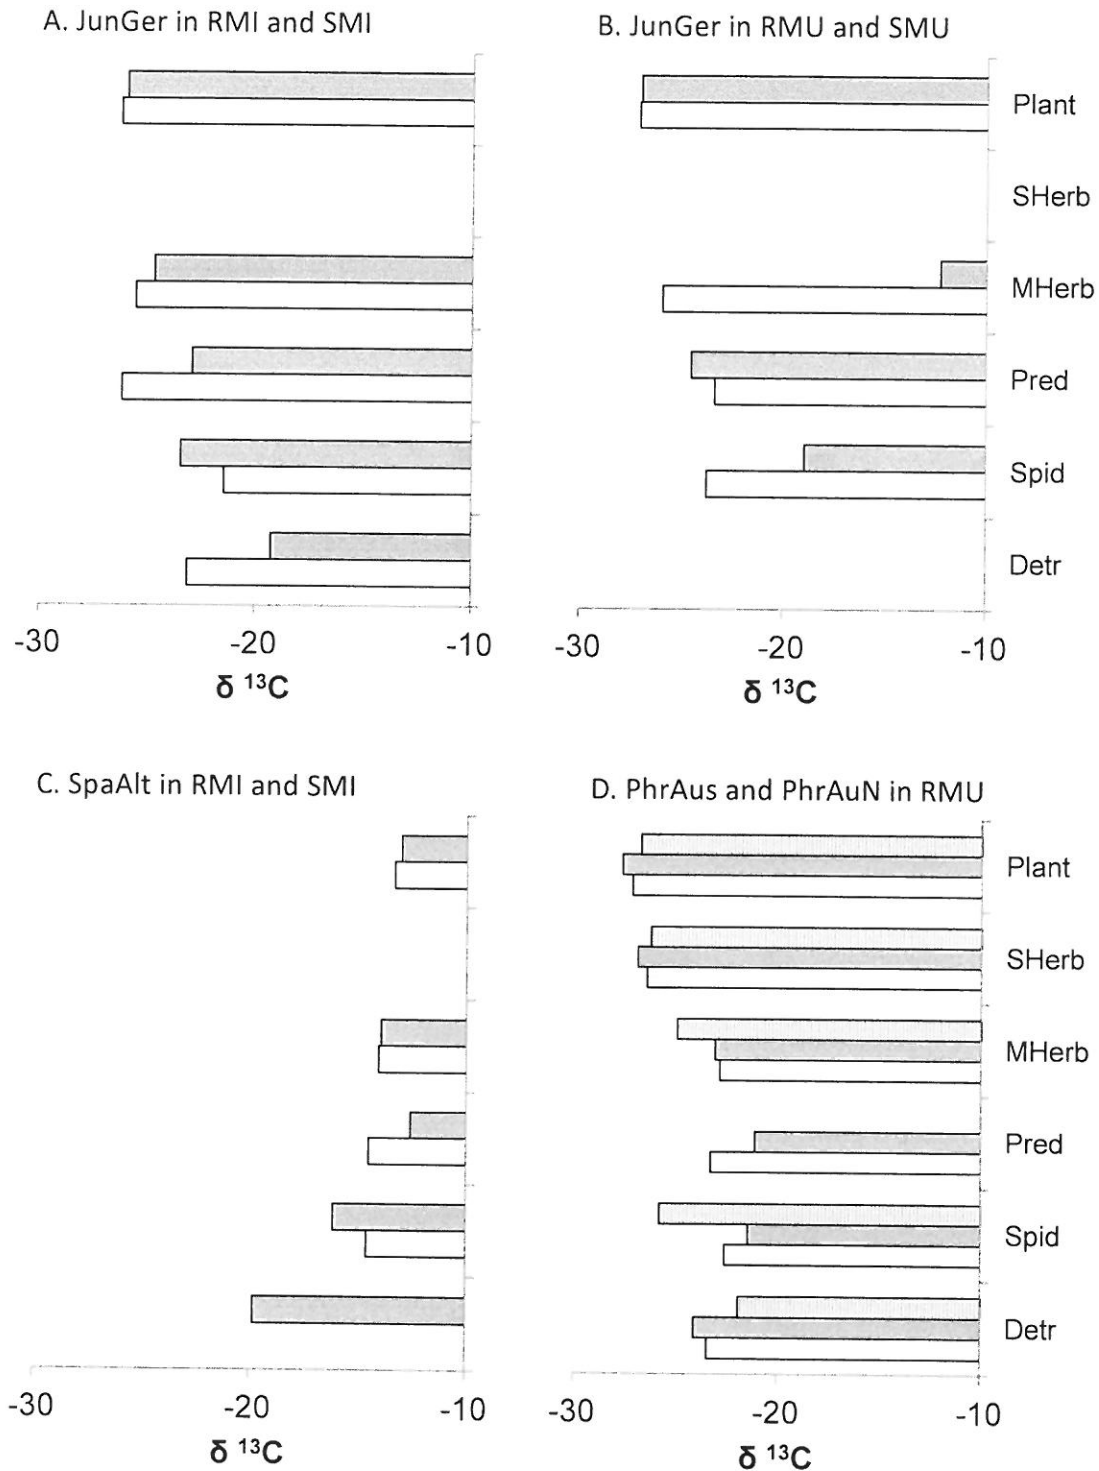 A. JunGer in RMI and SMI
B. JunGer in RMU and SMU
Plant
SHerb
MHerb
Pred
Spid
Detr
-30 -20 -10
δ ¹³C
-30 -20 -10
δ ¹³C
C. SpaAlt in RMI and SMI
D. PhrAus and PhrAuN in RMU
Plant
SHerb
MHerb
Pred
Spid
Detr
-30 -20 -10
δ ¹³C
-30 -20 -10
δ ¹³C